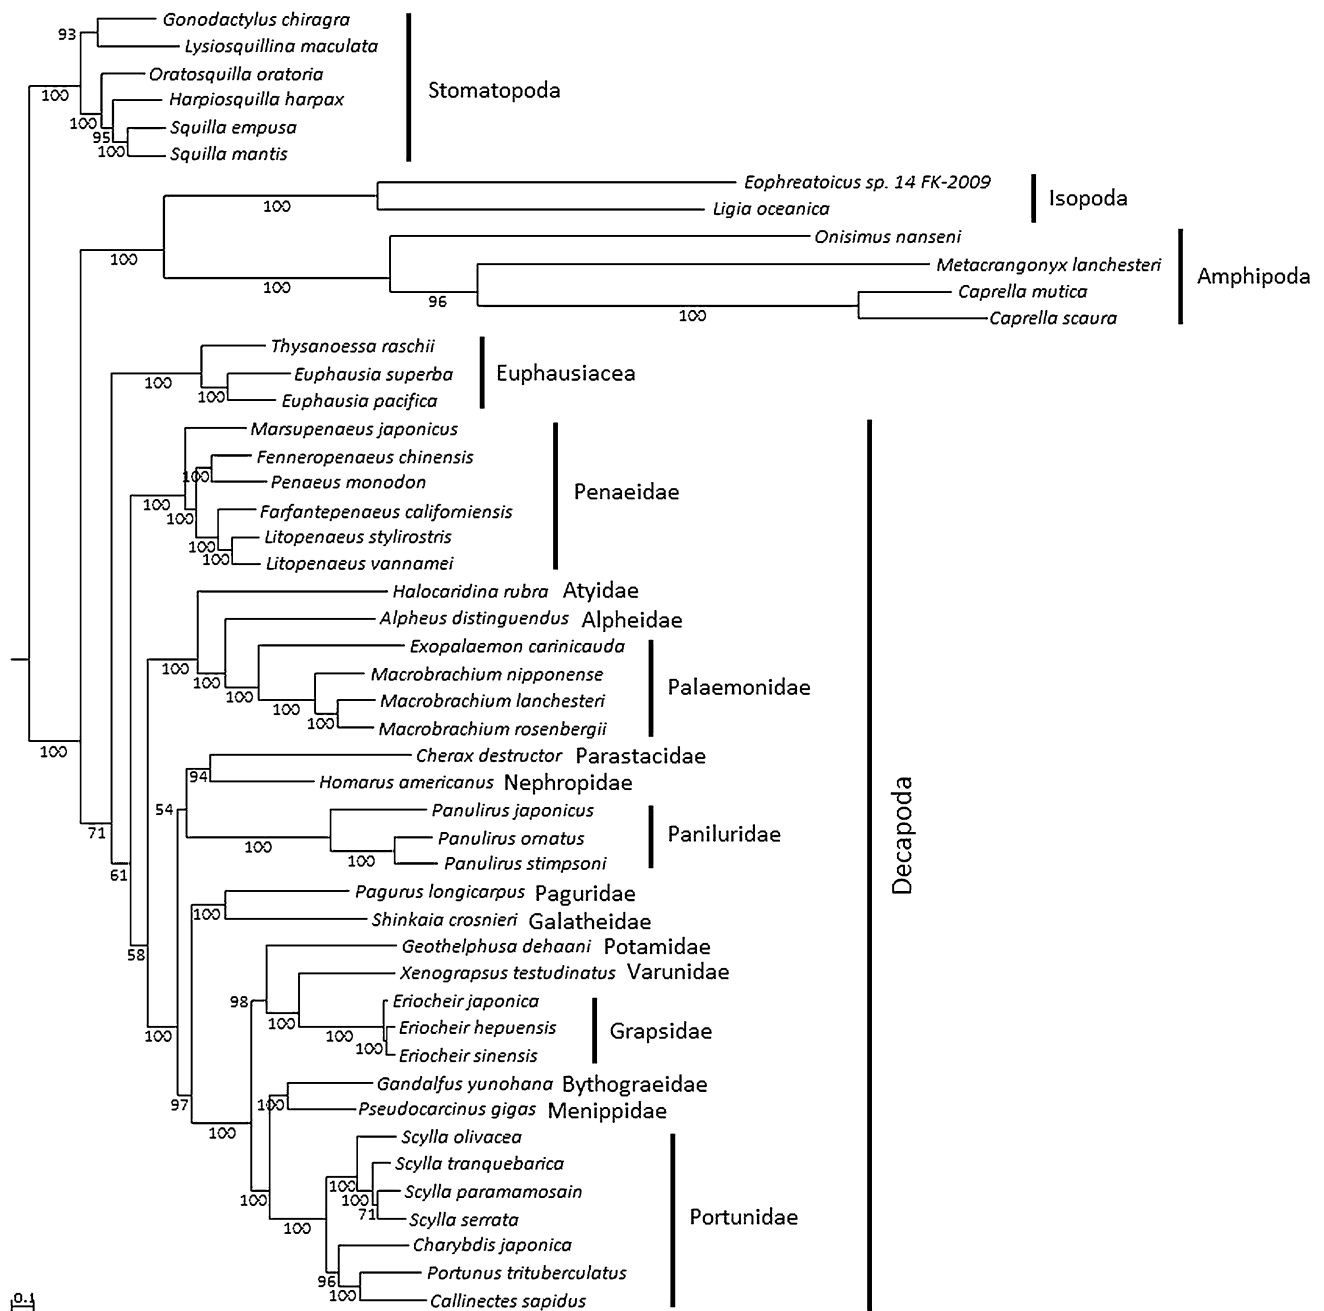 Gonodactylus chiragra
93
Lysiosquillina maculata
Oratosquilla oratoria
Stomatopoda
100
Harpiosquilla harpax
100
Squilla empusa
95
100
Squilla mantis
Eophreatoicus sp. 14 FK-2009
Isopoda
100
Ligia oceanica
Onisimus nanseni
100
Metacrangonyx lanchesteri
Amphipoda
100
Caprella mutica
96
100
Caprella scaura
Thysanoessa raschii
Euphausia superba
Euphausiacea
100
100
Euphausia pacifica
Marsupenaeus japonicus
Fenneropenaeus chinensis
100
Penaeus monodon
Penaeidae
100
100
Farfantepenaeus californiensis
Litopenaeus stylirostris
100
100
Litopenaeus vannamei
Halocaridina rubra Atyidae
Alpheus distinguendus Alpheidae
Exopalaemon carinicauda
100
Macrobrachium nipponense
100
Palaemonidae
100
Macrobrachium lanchesteri
100
100
Macrobrachium rosenbergii
100
Cherax destructor Parastacidae
94
Homarus americanus Nephropidae
54
Panulirus japonicus
71
Panulirus ornatus
Paniluridae
Decapoda
100
100
Panulirus stimpsoni
61
Pagurus longicarpus Paguridae
100
Shinkaia crosnieri Galatheidae
Geothelphusa dehaani Potamidae
58
Xenograpsus testudinatus Varunidae
98
Eriocheir japonica
100
Eriocheir hepuensis
Grapsidae
100
100
100
Eriocheir sinensis
Gandalfus yunohana Bythograeidae
97
100
Pseudocarcinus gigas Menippidae
100
Scylla olivacea
Scylla tranquebarica
100
Scylla paramamosain
100
100
71
Scylla serrata
Portunidae
100
Charybdis japonica
Portunus trituberculatus
96
100
Callinectes sapidus
0.1